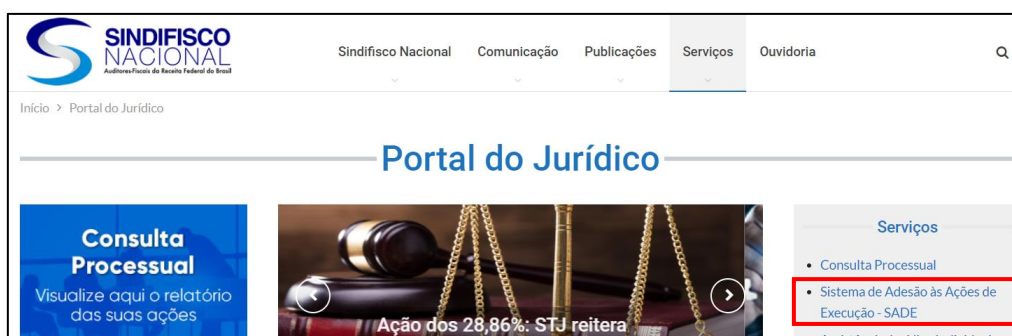 SINDIFISCO
NACIONAL
Auditores-Fiscais da Receita Federal do Brasil
Sindifisco Nacional Comunicação Publicações Serviços Ouvidoria
Início > Portal do Jurídico
Portal do Jurídico
Consulta
Processual
Visualize aqui o relatório
das suas ações
Ação dos 28,86%: STJ reitera
Serviços
• Consulta Processual
• Sistema de Adesão às Ações de
Execução - SADE